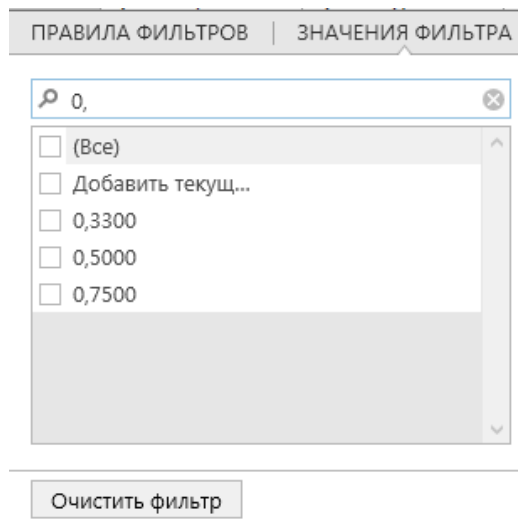 ПРАВИЛА ФИЛЬТРОВ | ЗНАЧЕНИЯ ФИЛЬТРА
0,
(Все)
Добавить текущ...
0,3300
0,5000
0,7500
Очистить фильтр